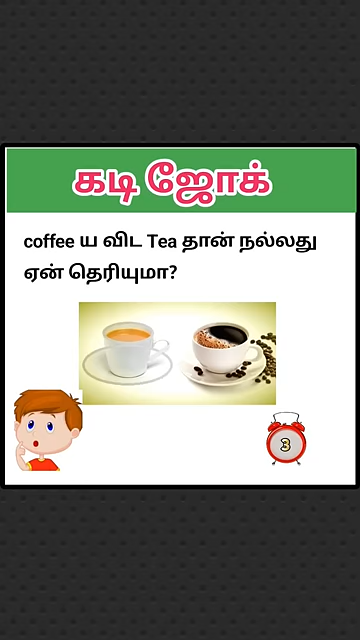 கடி ஜோக்
coffee ய விட Tea தான் நல்லது
ஏன் தெரியுமா?
3